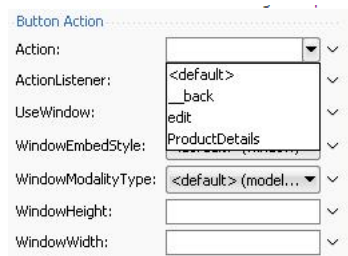 Button Action
Action:
<default>
__back
edit
ProductDetails
ActionListener:
UseWindow:
WindowEmbedStyle:
WindowModalityType: <default> (model...
WindowHeight:
WindowWidth: